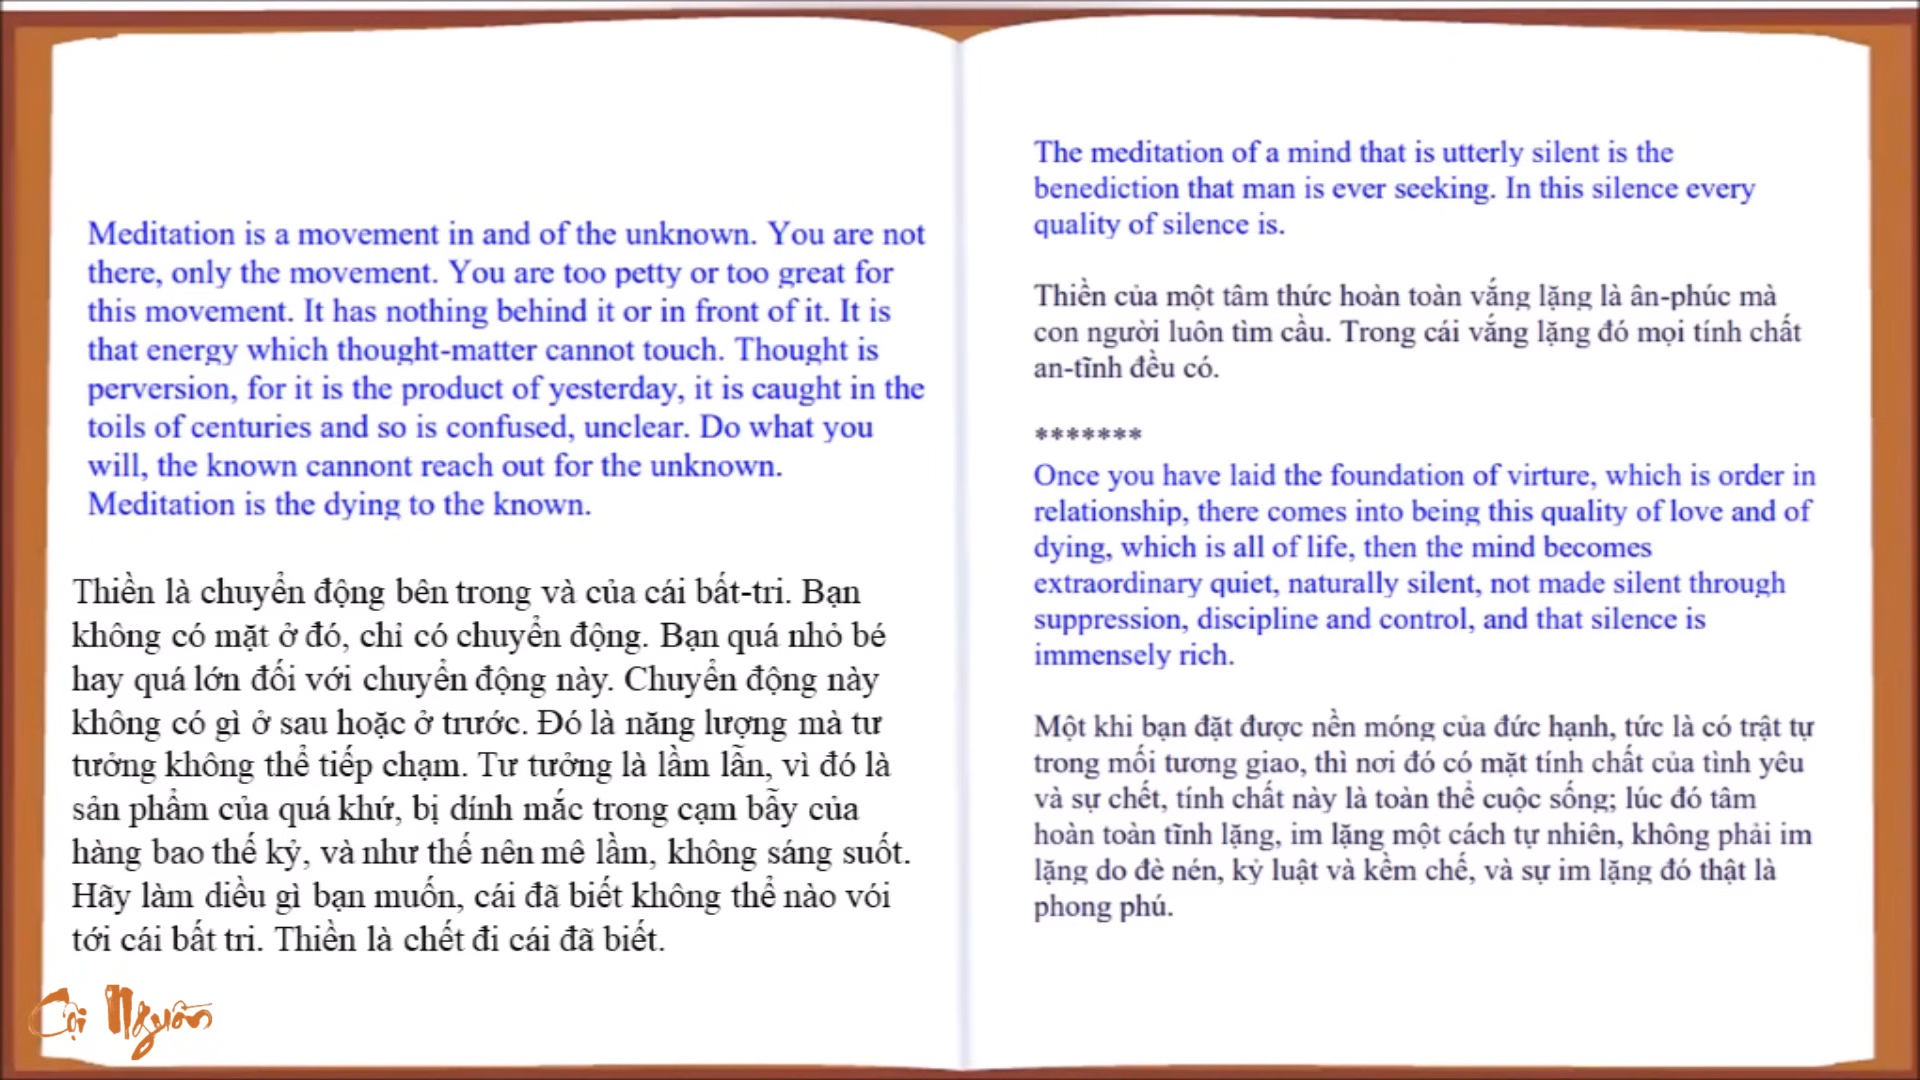 Meditation is a movement in and of the unknown. You are not
there, only the movement. You are too petty or too great for
this movement. It has nothing behind it or in front of it. It is
that energy which thought-matter cannot touch. Thought is
perversion, for it is the product of yesterday, it is caught in the
toils of centuries and so is confused, unclear. Do what you
will, the known cannont reach out for the unknown.
Meditation is the dying to the known.
Thiền là chuyển động bên trong và của cái bất-tri. Bạn
không có mặt ở đó, chỉ có chuyển động. Bạn quá nhỏ bé
hay quá lớn đối với chuyển động này. Chuyển động này
không có gì ở sau hoặc ở trước. Đó là năng lượng mà tư
tưởng không thể tiếp chạm. Tư tưởng là lầm lẫn, vì đó là
sản phẩm của quá khứ, bị dính mắc trong cạm bẫy của
hàng bao thế kỷ, và như thế nên mê lầm, không sáng suốt.
Hãy làm diều gì bạn muốn, cái đã biết không thể nào vói
tới cái bất tri. Thiền là chết đi cái đã biết.
Cội Nguồn
The meditation of a mind that is utterly silent is the
benediction that man is ever seeking. In this silence every
quality of silence is.
Thiền của một tâm thức hoàn toàn vắng lặng là ân-phúc mà
con người luôn tìm cầu. Trong cái vắng lặng đó mọi tính chất
an-tĩnh đều có.
*******
Once you have laid the foundation of virture, which is order in
relationship, there comes into being this quality of love and of
dying, which is all of life, then the mind becomes
extraordinary quiet, naturally silent, not made silent through
suppression, discipline and control, and that silence is
immensely rich.
Một khi bạn đặt được nền móng của đức hạnh, tức là có trật tự
trong mối tương giao, thì nơi đó có mặt tính chất của tình yêu
và sự chết, tính chất này là toàn thể cuộc sống; lúc đó tâm
hoàn toàn tĩnh lặng, im lặng một cách tự nhiên, không phải im
lặng do đè nén, kỷ luật và kềm chế, và sự im lặng đó thật là
phong phú.